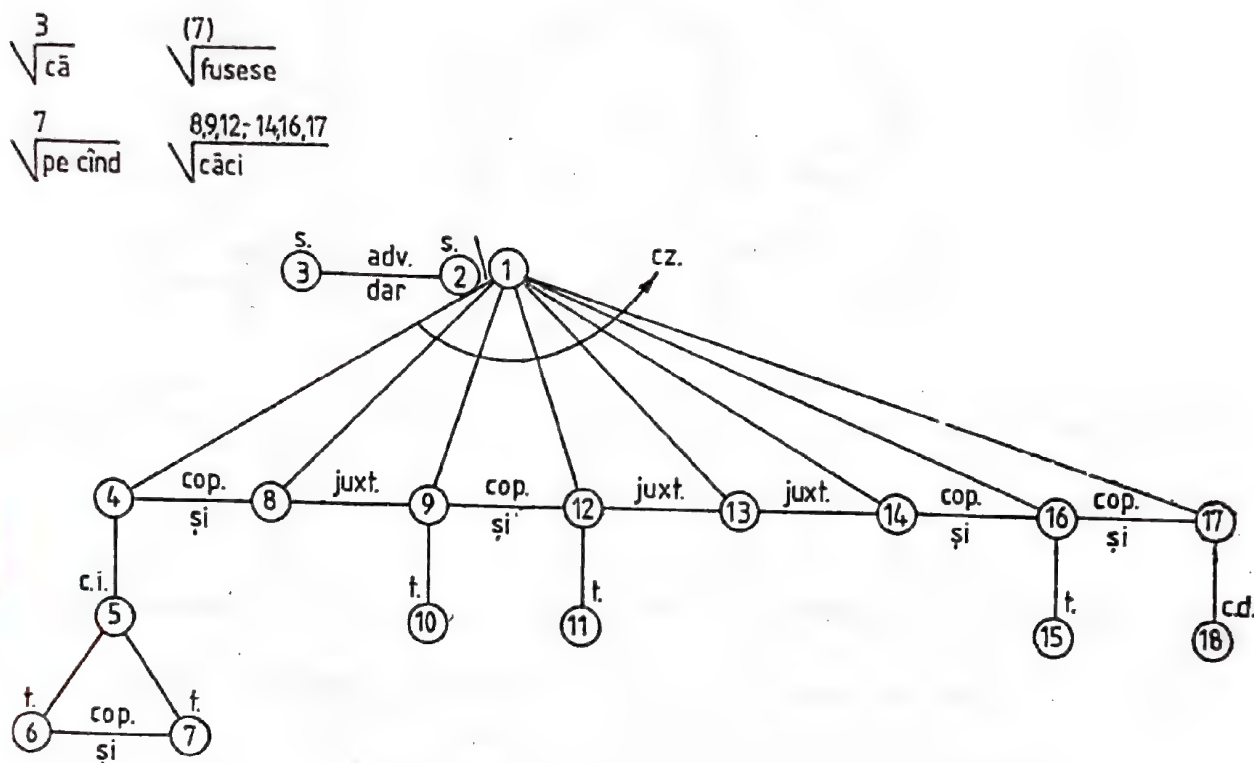 3 (7)
că fusese
7 8,9,12,-14,16,17
pe cînd căci
s. adv. s.
3 dar 2 1 cz.
4 cop. și 8 juxt. 9 cop. și 12 juxt. 13 juxt. 14 cop. și 16 cop. și 17
c.i. t. t. t. c.d.
5 10 11 15 18
t. cop. t.
6 și 7